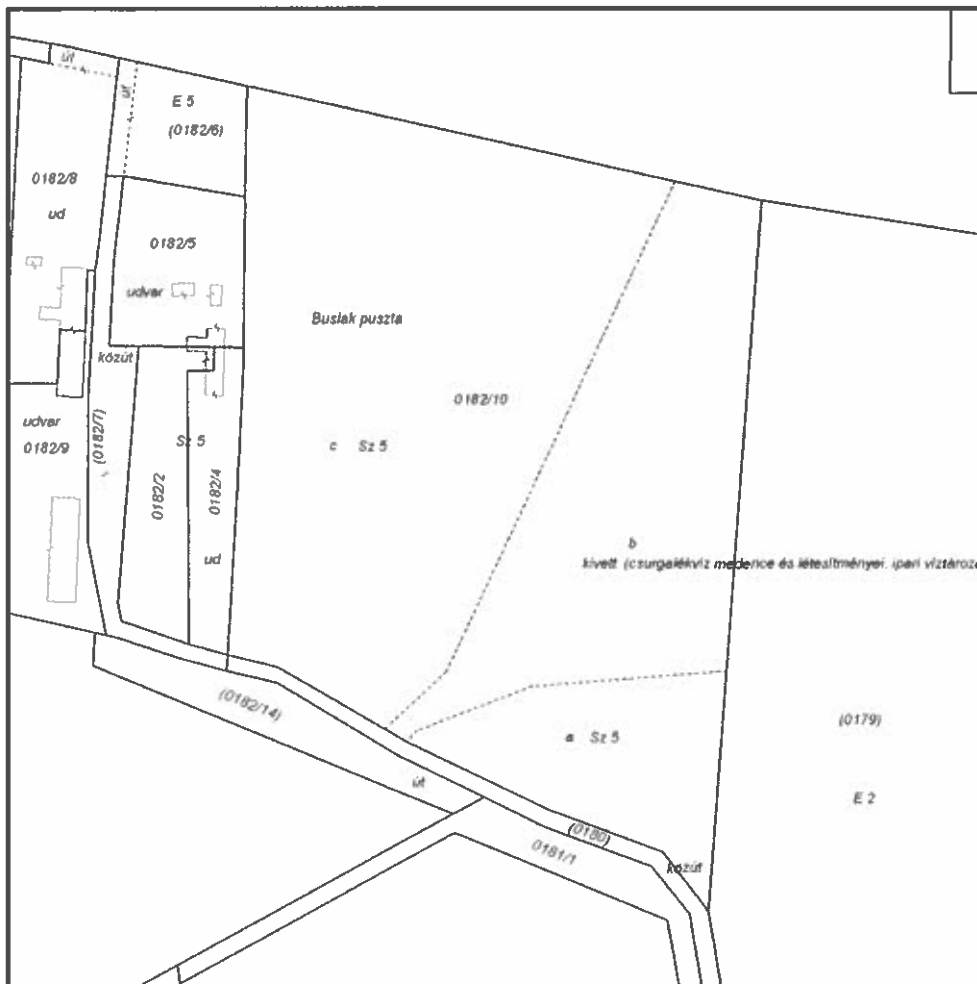 út
út
E 5
(0182/6)
0182/8
ud
0182/5
udvar
Buslak puszta
közút
0182/10
udvar
0182/9
(0182/7)
Sz 5
c Sz 5
0182/2
0182/4
ud
b
kivett (csurgalékvíz medence és létesítményei, ipari víztároz
(0182/14)
(0179)
a Sz 5
út
E 2
(0180)
0181/1
közút